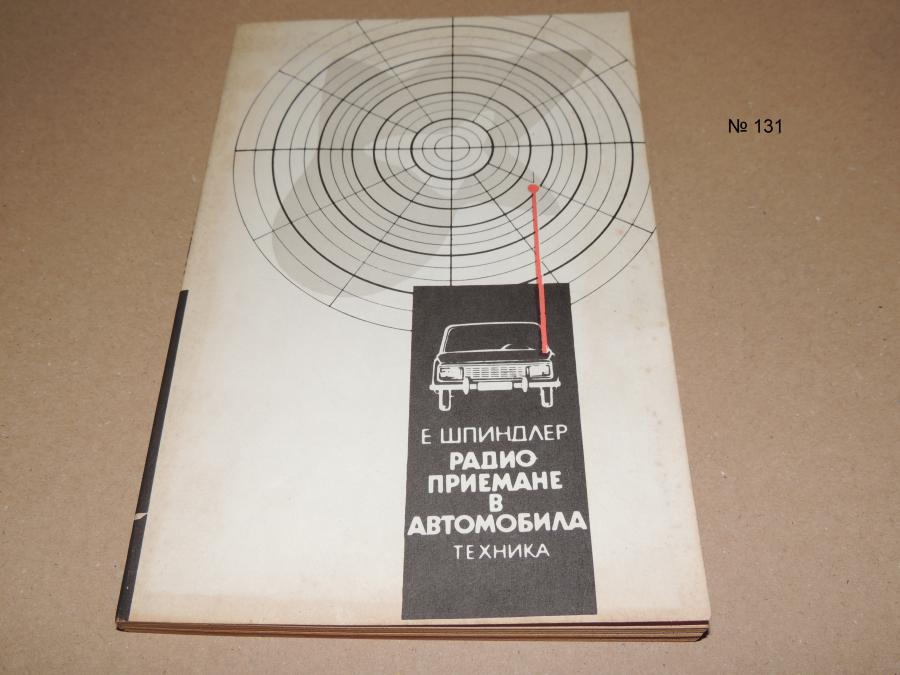 № 131
Е ШПИНДЛЕР
РАДИО
ПРИЕМАНЕ
В
АВТОМОБИЛА
ТЕХНИКА